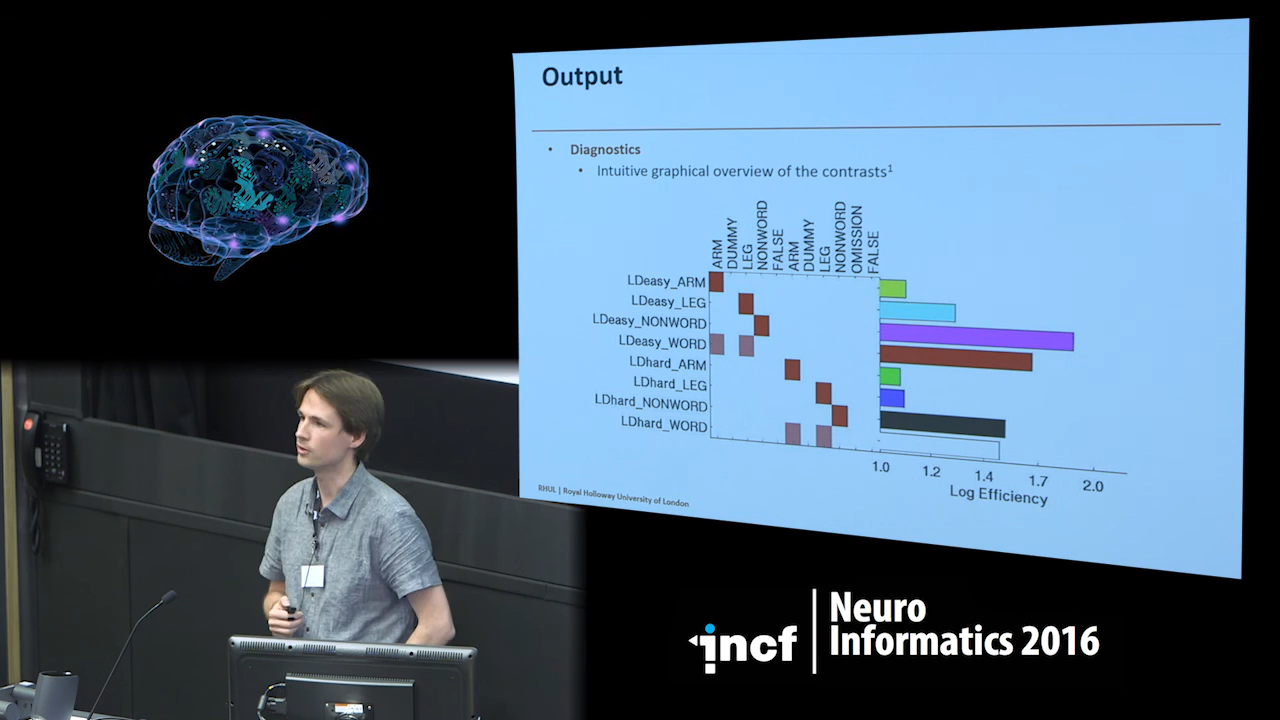 Output
• Diagnostics
• Intuitive graphical overview of the contrasts¹
ARM
DUMMY
LEG
NONWORD
FALSE
ARM
DUMMY
LEG
NONWORD
OMISSION
FALSE
LDeasy_ARM
LDeasy_LEG
LDeasy_NONWORD
LDeasy_WORD
LDhard_ARM
LDhard_LEG
LDhard_NONWORD
LDhard_WORD
1.0 1.2 1.4 1.7 2.0
Log Efficiency
RHUL | Royal Holloway University of London
incf
Neuro
Informatics 2016